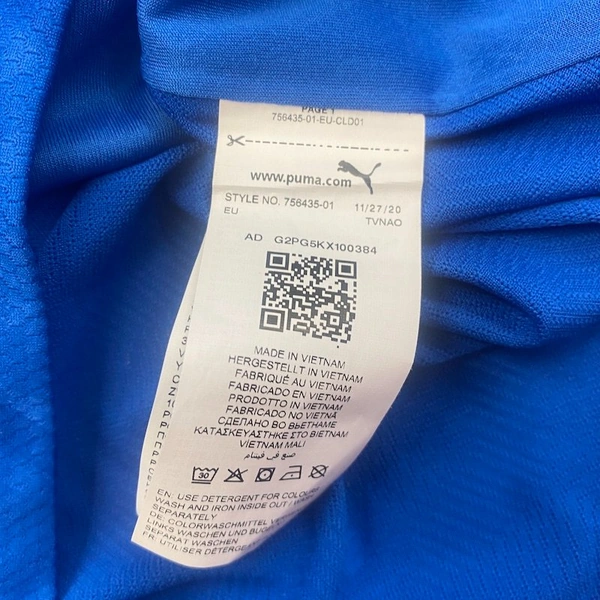 PAGE 1
756435-01-EU-CLD01
www.puma.com
STYLE NO. 756435-01 11/27/20
EU TVNAO
AD G2PG5KX100384
MADE IN VIETNAM
HERGESTELLT IN VIETNAM
FABRIQUÉ AU VIETNAM
FABRICADO EN VIETNAM
PRODOTTO IN VIETNAM
FABRICADO NO VIETNÃ
СДЕЛАНО ВО ВЬЕТНАМЕ
ΚΑΤΑΣΚΕΥΑΣΤΗΚΕ ΣΤΟ ΒΙΕΤΝΑΜ
VİETNAM MALI
صنع في فيتنام
30
EN: USE DETERGENT FOR COLOURS
WASH AND IRON INSIDE OUT / WASH
SEPARATELY
DE: COLORWASCHMITTEL
LINKS WASCHEN UND
SEPARAT WASCHEN
FR: UTILISER